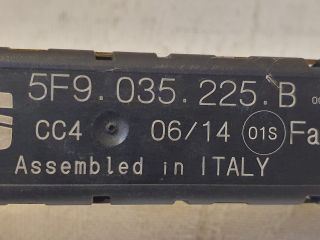 5F9.035.225.B
CC4 06/14 01S Fa
Assembled in ITALY